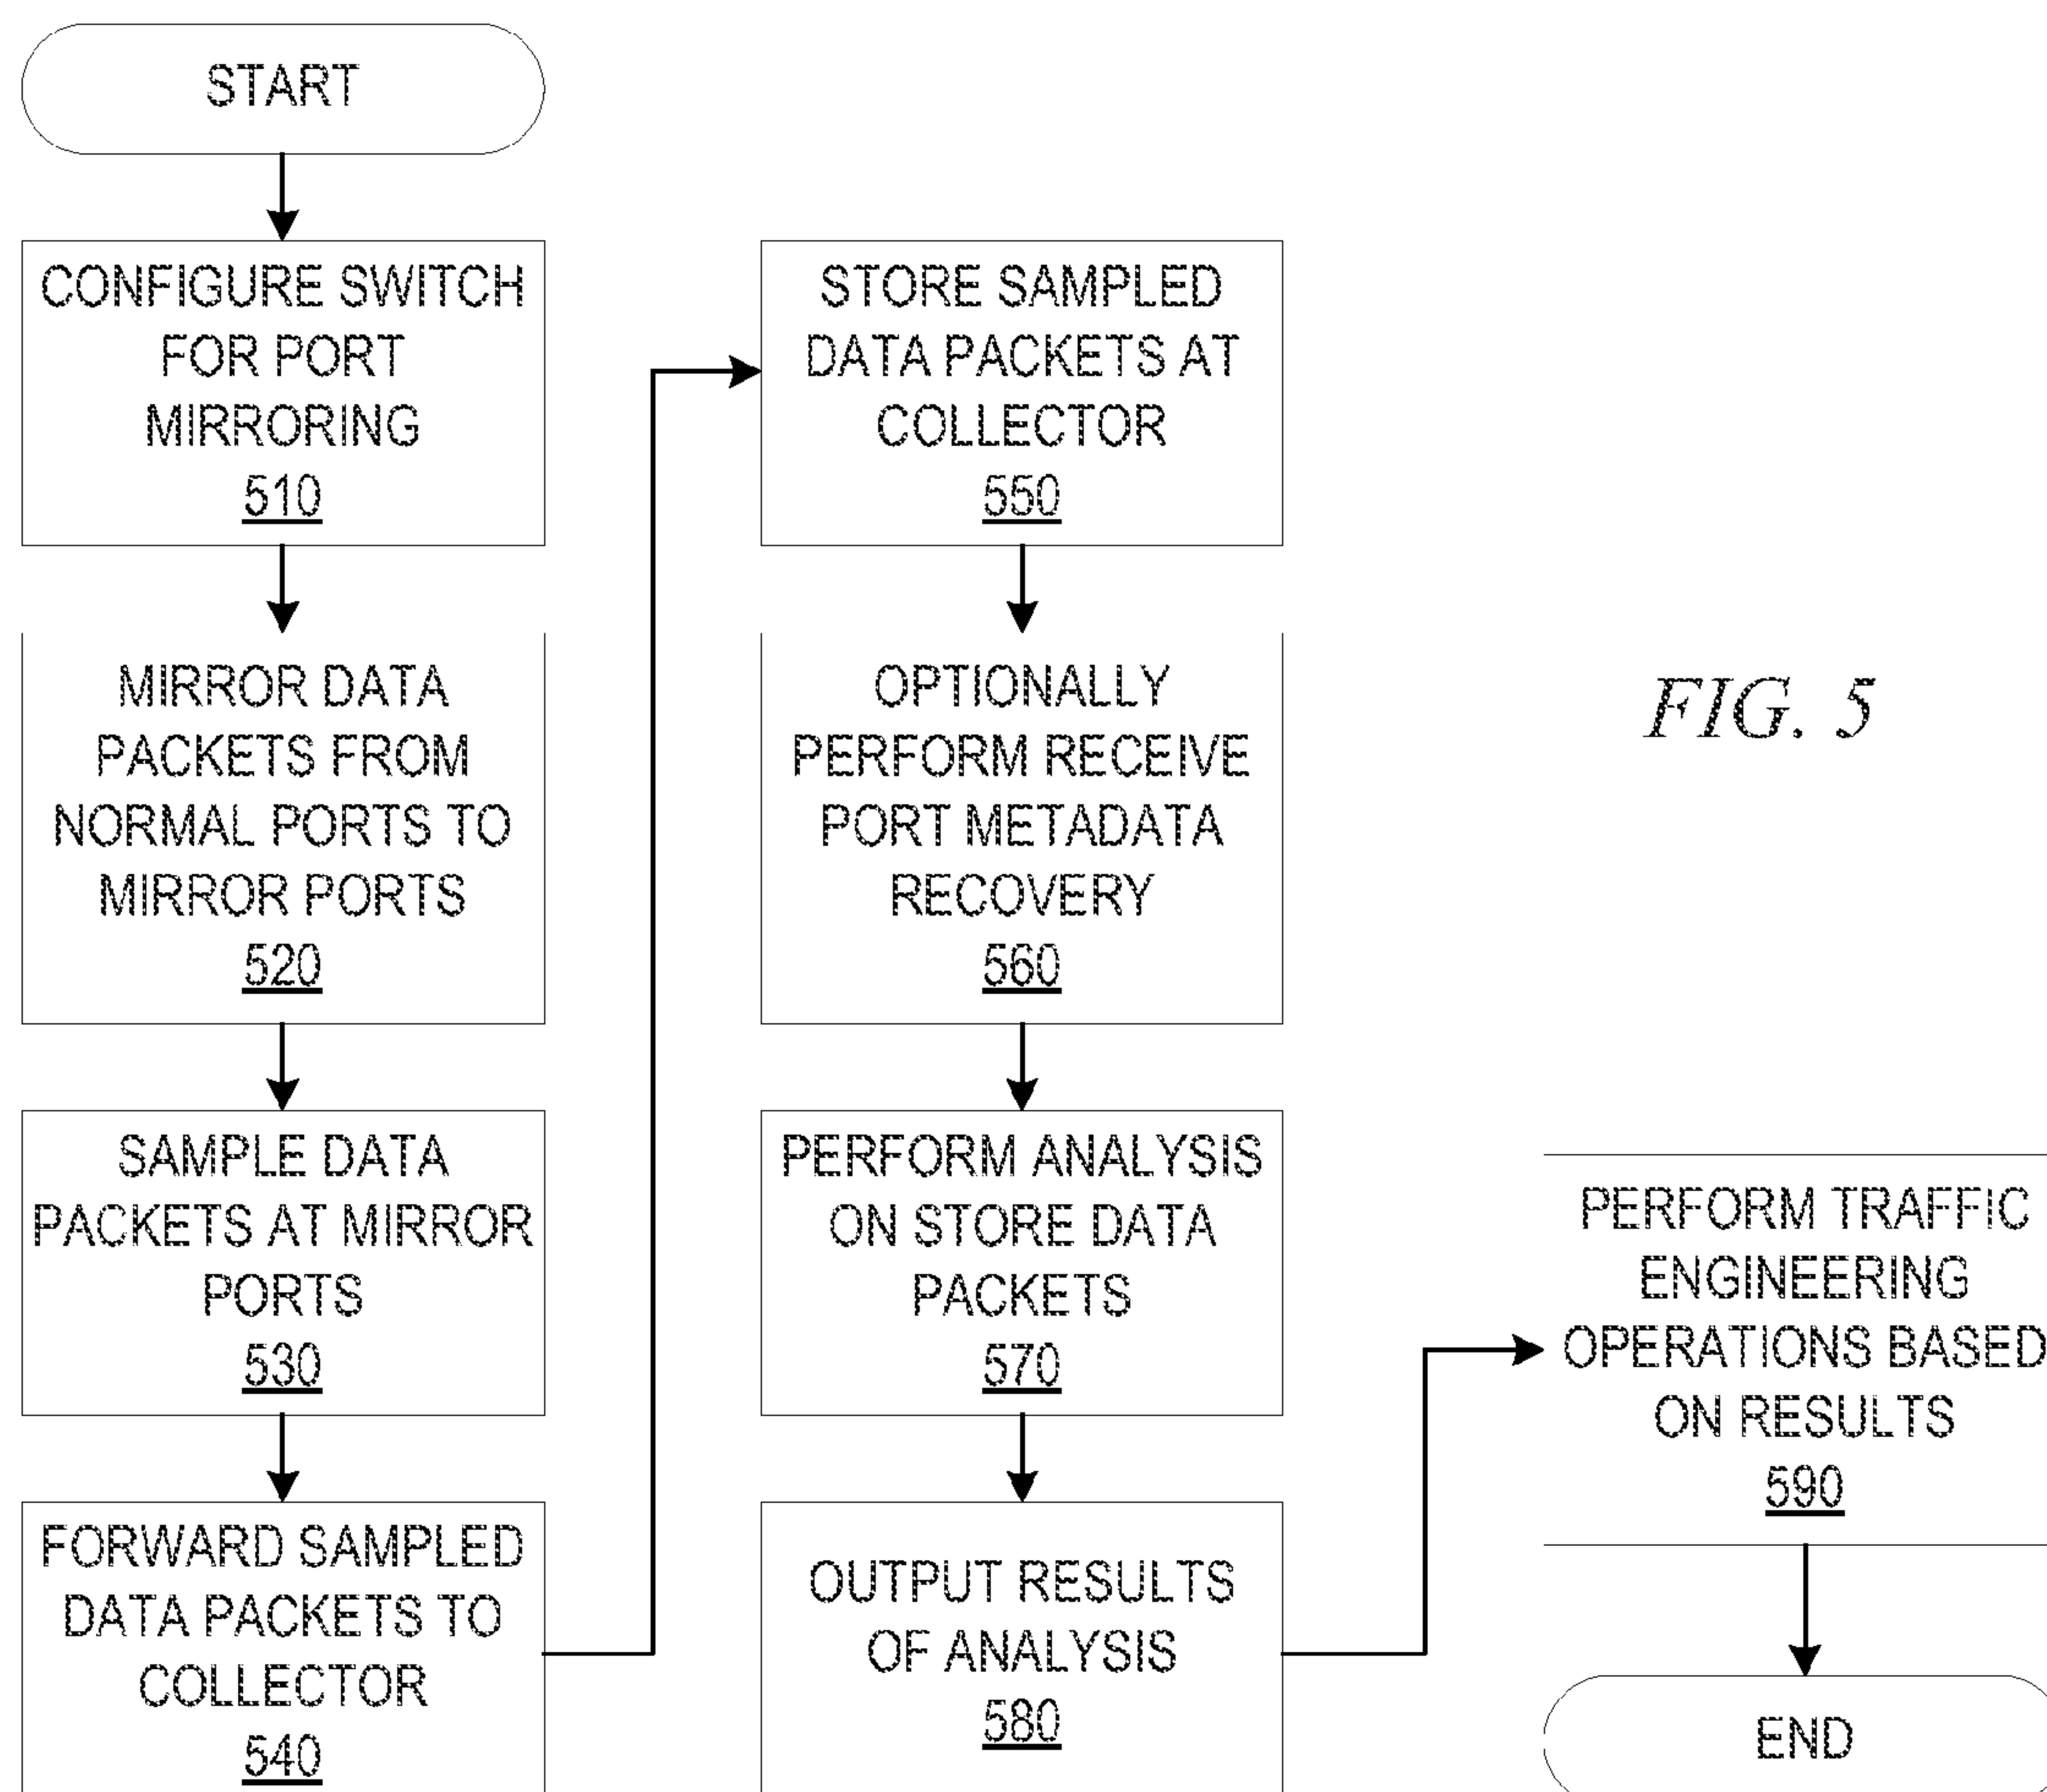 START
CONFIGURE SWITCH
FOR PORT
MIRRORING
510
MIRROR DATA
PACKETS FROM
NORMAL PORTS TO
MIRROR PORTS
520
SAMPLE DATA
PACKETS AT MIRROR
PORTS
530
FORWARD SAMPLED
DATA PACKETS TO
COLLECTOR
540
STORE SAMPLED
DATA PACKETS AT
COLLECTOR
550
OPTIONALLY
PERFORM RECEIVE
PORT METADATA
RECOVERY
560
PERFORM ANALYSIS
ON STORE DATA
PACKETS
570
OUTPUT RESULTS
OF ANALYSIS
580
FIG. 5
PERFORM TRAFFIC
ENGINEERING
OPERATIONS BASED
ON RESULTS
590
END